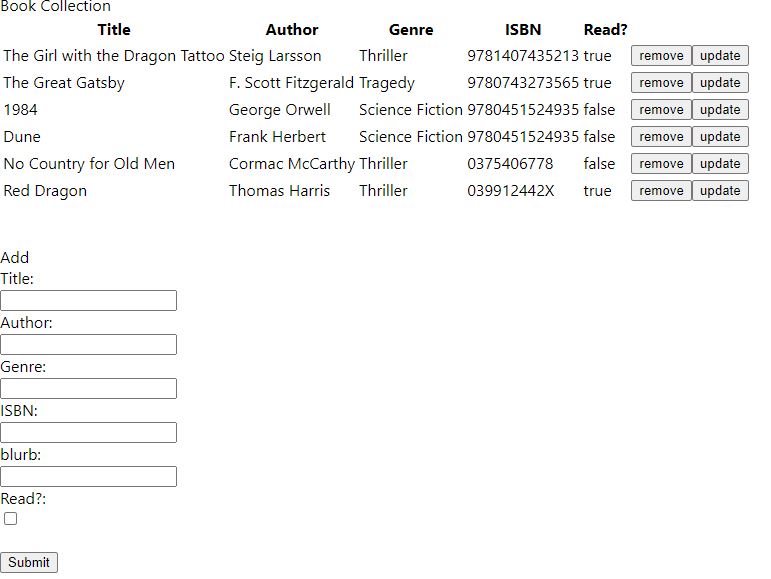 Book Collection
Title Author Genre ISBN Read?
The Girl with the Dragon Tattoo Steig Larsson Thriller 9781407435213 true remove update
The Great Gatsby F. Scott Fitzgerald Tragedy 9780743273565 true remove update
1984 George Orwell Science Fiction 9780451524935 false remove update
Dune Frank Herbert Science Fiction 9780451524935 false remove update
No Country for Old Men Cormac McCarthy Thriller 0375406778 false remove update
Red Dragon Thomas Harris Thriller 039912442X true remove update
Add
Title:
Author:
Genre:
ISBN:
blurb:
Read?:
Submit